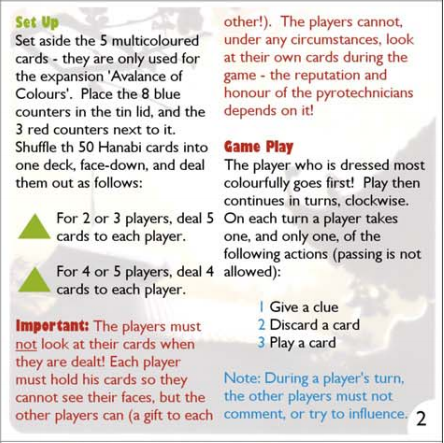 Set Up
Set aside the 5 multicoloured
cards - they are only used for
the expansion 'Avalance of
Colours'. Place the 8 blue
counters in the tin lid, and the
3 red counters next to it.
Shuffle th 50 Hanabi cards into
one deck, face-down, and deal
them out as follows:
For 2 or 3 players, deal 5
cards to each player.
For 4 or 5 players, deal 4
cards to each player.
Important: The players must
not look at their cards when
they are dealt! Each player
must hold his cards so they
cannot see their faces, but the
other players can (a gift to each
other!). The players cannot,
under any circumstances, look
at their own cards during the
game - the reputation and
honour of the pyrotechnicians
depends on it!
Game Play
The player who is dressed most
colourfully goes first! Play then
continues in turns, clockwise.
On each turn a player takes
one, and only one, of the
following actions (passing is not
allowed):
1 Give a clue
2 Discard a card
3 Play a card
Note: During a player's turn,
the other players must not
comment, or try to influence.
2